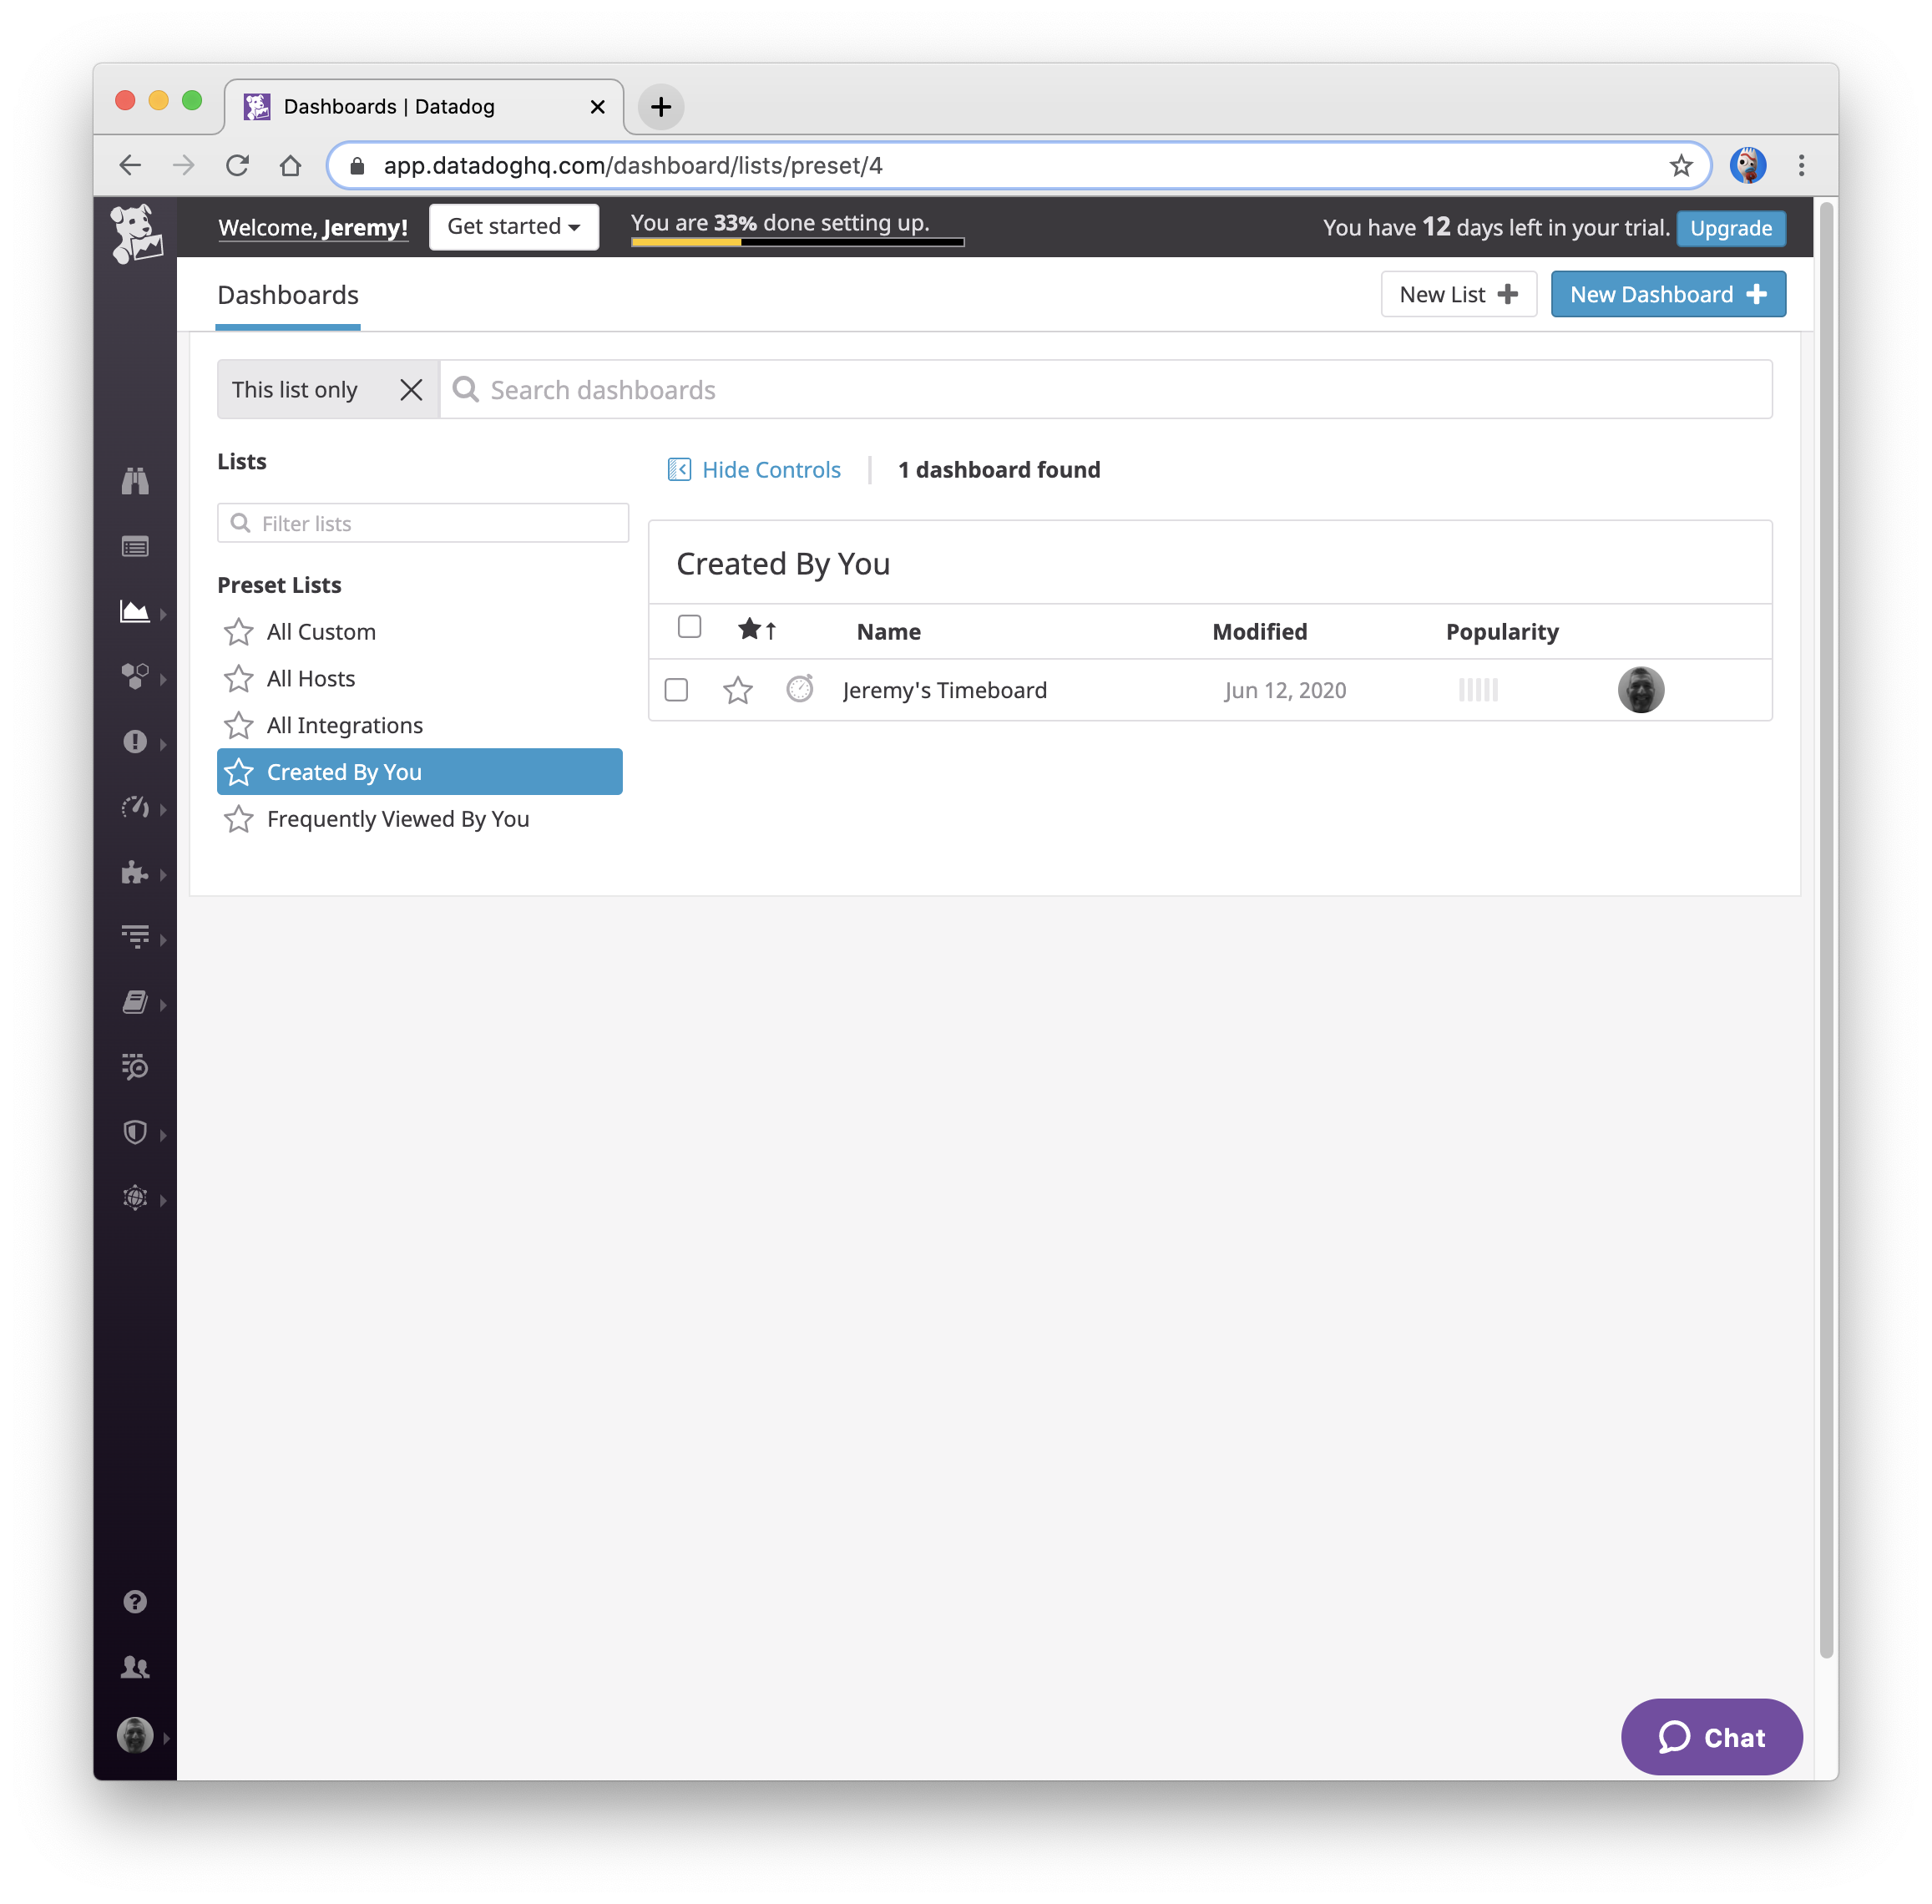 Dashboards | Datadog
app.datadoghq.com/dashboard/lists/preset/4
Welcome, Jeremy!
Get started
You are 33% done setting up.
You have 12 days left in your trial.
Upgrade
Dashboards
New List
New Dashboard
This list only
Search dashboards
Lists
Filter lists
Preset Lists
All Custom
All Hosts
All Integrations
Created By You
Frequently Viewed By You
Hide Controls
1 dashboard found
Created By You
Name Modified Popularity
Jeremy's Timeboard Jun 12, 2020
Chat